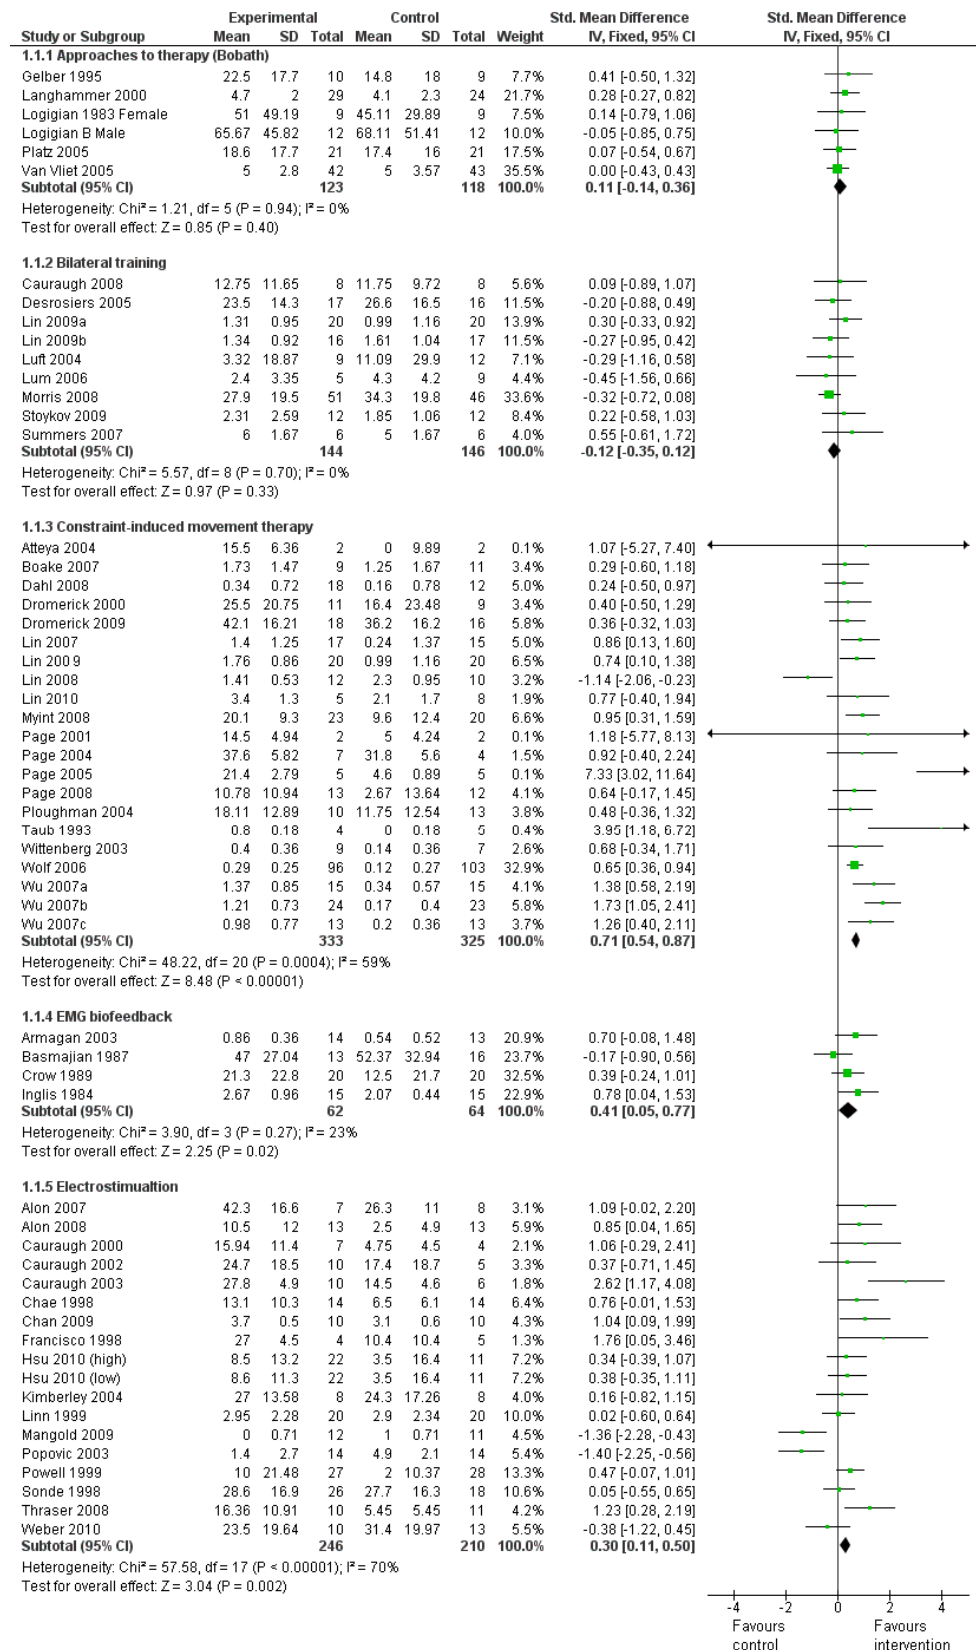 Experimental Control Std. Mean Difference Std. Mean Difference
Study or Subgroup Mean SD Total Mean SD Total Weight IV, Fixed, 95% CI IV, Fixed, 95% CI
1.1.1 Approaches to therapy (Bobath)
Gelber 1995 22.5 17.7 10 14.8 18 9 7.7% 0.41 [-0.50, 1.32]
Langhammer 2000 4.7 2 29 4.1 2.3 24 21.7% 0.28 [-0.27, 0.82]
Logigian 1983 Female 51 49.19 9 45.11 29.89 9 7.5% 0.14 [-0.79, 1.06]
Logigian B Male 65.67 45.82 12 68.11 51.41 12 10.0% -0.05 [-0.85, 0.75]
Platz 2005 18.6 17.7 21 17.4 16 21 17.5% 0.07 [-0.54, 0.67]
Van Vliet 2005 5 2.8 42 5 3.57 43 35.5% 0.00 [-0.43, 0.43]
Subtotal (95% CI) 123 118 100.0% 0.11 [-0.14, 0.36]
Heterogeneity: Chi² = 1.21, df = 5 (P = 0.94); I² = 0%
Test for overall effect: Z = 0.85 (P = 0.40)
1.1.2 Bilateral training
Cauraugh 2008 12.75 11.65 8 11.75 9.72 8 5.6% 0.09 [-0.89, 1.07]
Desrosiers 2005 23.5 14.3 17 26.6 16.5 16 11.5% -0.20 [-0.88, 0.49]
Lin 2009a 1.31 0.95 20 0.99 1.16 20 13.9% 0.30 [-0.33, 0.92]
Lin 2009b 1.34 0.92 16 1.61 1.04 17 11.4% -0.27 [-0.95, 0.42]
Luft 2004 3.32 18.87 9 11.09 29.9 12 7.1% -0.29 [-1.16, 0.58]
Lum 2006 2.4 3.35 5 4.3 4.2 9 4.4% -0.45 [-1.56, 0.66]
Morris 2008 27.9 19.5 51 34.3 19.8 46 33.6% -0.32 [-0.72, 0.08]
Stoykov 2009 2.31 2.59 12 1.85 1.06 12 8.4% 0.22 [-0.58, 1.03]
Summers 2007 6 1.67 6 5 1.67 6 4.0% 0.55 [-0.61, 1.72]
Subtotal (95% CI) 144 146 100.0% -0.12 [-0.35, 0.12]
Heterogeneity: Chi² = 5.57, df = 8 (P = 0.70); I² = 0%
Test for overall effect: Z = 0.97 (P = 0.33)
1.1.3 Constraint-induced movement therapy
Atteya 2004 15.5 6.36 2 0 9.89 2 0.1% 1.07 [-5.27, 7.40]
Boake 2007 1.73 1.47 9 1.25 1.67 11 3.4% 0.29 [-0.60, 1.18]
Dahl 2008 0.34 0.72 18 0.16 0.78 12 5.0% 0.24 [-0.50, 0.97]
Dromerick 2000 25.5 20.75 11 16.4 23.48 9 3.4% 0.40 [-0.50, 1.29]
Dromerick 2009 42.1 16.21 18 36.2 16.2 16 5.8% 0.36 [-0.32, 1.03]
Lin 2007 1.4 1.25 17 0.24 1.37 15 5.0% 0.86 [0.13, 1.60]
Lin 2009 1.76 0.86 20 0.99 1.16 20 6.5% 0.74 [0.10, 1.38]
Lin 2008 1.41 0.53 12 2.3 0.95 10 3.2% -1.14 [-2.06, -0.23]
Lin 2010 3.4 1.3 5 2.1 1.7 8 1.9% 0.77 [-0.40, 1.94]
Myint 2008 20.1 9.3 23 9.6 12.4 20 6.6% 0.95 [0.31, 1.59]
Page 2001 14.5 4.94 2 5 4.24 2 0.1% 1.18 [-5.77, 8.13]
Page 2004 37.6 5.82 7 31.8 5.6 4 1.5% 0.92 [-0.40, 2.24]
Page 2005 21.4 2.79 5 4.6 0.89 5 0.1% 7.33 [3.02, 11.64]
Page 2008 10.78 10.94 13 2.67 13.64 12 4.1% 0.64 [-0.17, 1.45]
Ploughman 2004 18.11 12.89 10 11.75 12.54 13 3.9% 0.48 [-0.36, 1.32]
Taub 1993 0.8 0.18 4 0 0.18 5 0.4% 3.95 [1.18, 6.72]
Wittenberg 2003 0.4 0.36 9 0.14 0.36 7 2.6% 0.68 [-0.34, 1.71]
Wolf 2006 0.29 0.25 96 0.12 0.27 103 32.9% 0.65 [0.36, 0.94]
Wu 2007a 1.37 0.85 15 0.34 0.57 15 4.1% 1.38 [0.58, 2.19]
Wu 2007b 1.21 0.73 24 0.17 0.4 23 5.8% 1.73 [1.05, 2.41]
Wu 2007c 0.98 0.77 13 0.2 0.36 13 3.7% 1.26 [0.40, 2.11]
Subtotal (95% CI) 333 325 100.0% 0.71 [0.54, 0.87]
Heterogeneity: Chi² = 48.22, df = 20 (P = 0.0004); I² = 59%
Test for overall effect: Z = 8.48 (P < 0.00001)
1.1.4 EMG biofeedback
Armagan 2003 0.86 0.36 14 0.54 0.52 13 20.9% 0.70 [-0.08, 1.48]
Basmajian 1987 47 27.04 13 52.37 32.94 16 23.7% -0.17 [-0.90, 0.56]
Crow 1989 21.3 22.8 20 12.5 21.7 20 32.5% 0.39 [-0.24, 1.01]
Inglis 1984 2.67 0.96 15 2.07 0.44 15 22.9% 0.78 [0.04, 1.53]
Subtotal (95% CI) 62 64 100.0% 0.41 [0.05, 0.77]
Heterogeneity: Chi² = 3.90, df = 3 (P = 0.27); I² = 23%
Test for overall effect: Z = 2.25 (P = 0.02)
1.1.5 Electrostimualtion
Alon 2007 42.3 16.6 7 26.3 11 8 3.1% 1.09 [-0.02, 2.20]
Alon 2008 10.5 12 13 2.5 4.9 13 5.9% 0.85 [0.04, 1.65]
Cauraugh 2000 15.94 11.4 7 4.75 4.5 4 2.1% 1.06 [-0.29, 2.41]
Cauraugh 2002 24.7 18.5 10 17.4 18.7 5 3.3% 0.37 [-0.71, 1.45]
Cauraugh 2003 27.8 4.9 10 14.5 4.6 6 1.8% 2.62 [1.17, 4.08]
Chae 1998 13.1 10.3 14 6.5 6.1 14 6.4% 0.76 [-0.01, 1.53]
Chan 2009 3.7 0.5 10 3.1 0.6 10 4.3% 1.04 [0.09, 1.99]
Francisco 1998 27 4.5 4 10.4 10.4 5 1.3% 1.76 [0.05, 3.46]
Hsu 2010 (high) 8.5 13.2 22 3.5 16.4 11 7.2% 0.34 [-0.39, 1.07]
Hsu 2010 (low) 8.6 11.3 22 3.5 16.4 11 7.2% 0.38 [-0.35, 1.11]
Kimberley 2004 27 13.58 8 24.3 17.26 8 4.0% 0.16 [-0.82, 1.15]
Linn 1999 2.95 2.28 20 2.9 2.34 20 10.0% 0.02 [-0.60, 0.64]
Mangold 2009 0 0.71 12 1 0.71 11 4.5% -1.36 [-2.28, -0.43]
Popovic 2003 1.4 2.7 14 4.9 2.1 14 5.4% -1.40 [-2.25, -0.56]
Powell 1999 10 21.48 27 2 10.37 28 13.3% 0.47 [-0.07, 1.01]
Sonde 1998 28.6 16.9 26 27.7 16.3 18 10.6% 0.05 [-0.55, 0.65]
Thraser 2008 16.36 10.91 10 5.45 5.45 11 4.2% 1.23 [0.28, 2.19]
Weber 2010 23.5 19.64 10 31.4 19.97 13 5.5% -0.38 [-1.22, 0.45]
Subtotal (95% CI) 246 210 100.0% 0.30 [0.11, 0.50]
Heterogeneity: Chi² = 57.58, df = 17 (P < 0.00001); I² = 70%
Test for overall effect: Z = 3.04 (P = 0.002)
-4 -2 0 2 4
Favours Favours
control intervention